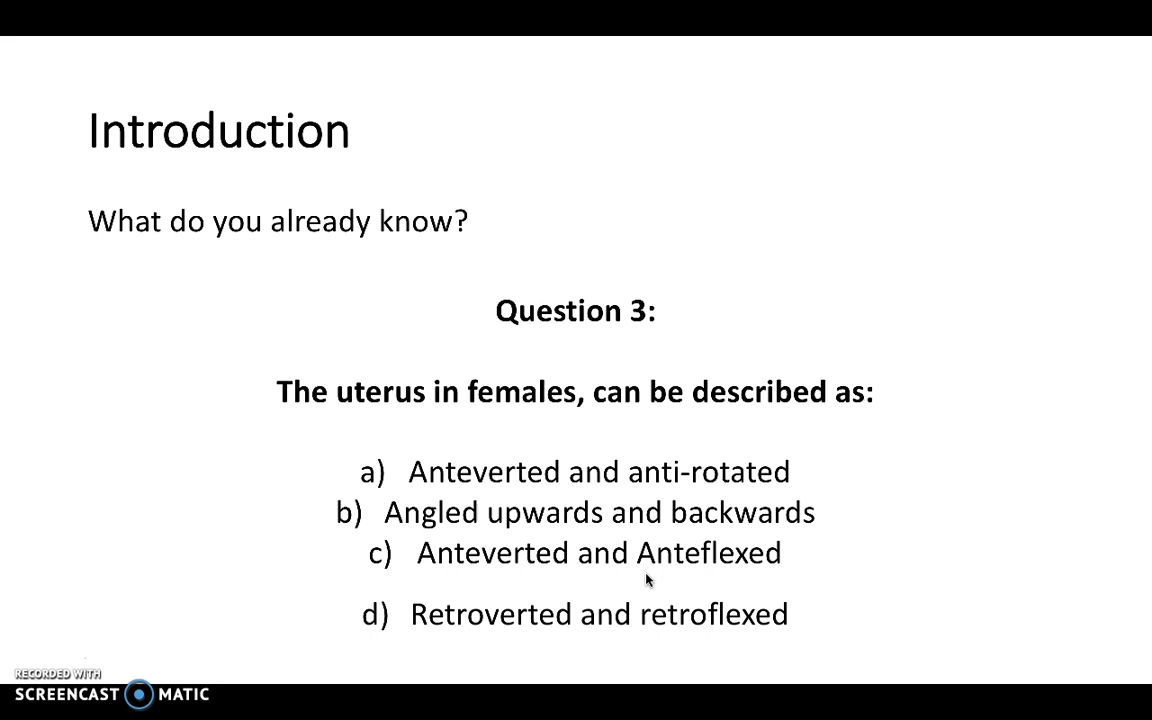 Introduction
What do you already know?
Question 3:
The uterus in females, can be described as:
a) Anteverted and anti-rotated
b) Angled upwards and backwards
c) Anteverted and Anteflexed
d) Retroverted and retroflexed
RECORDED WITH
SCREENCAST MATIC